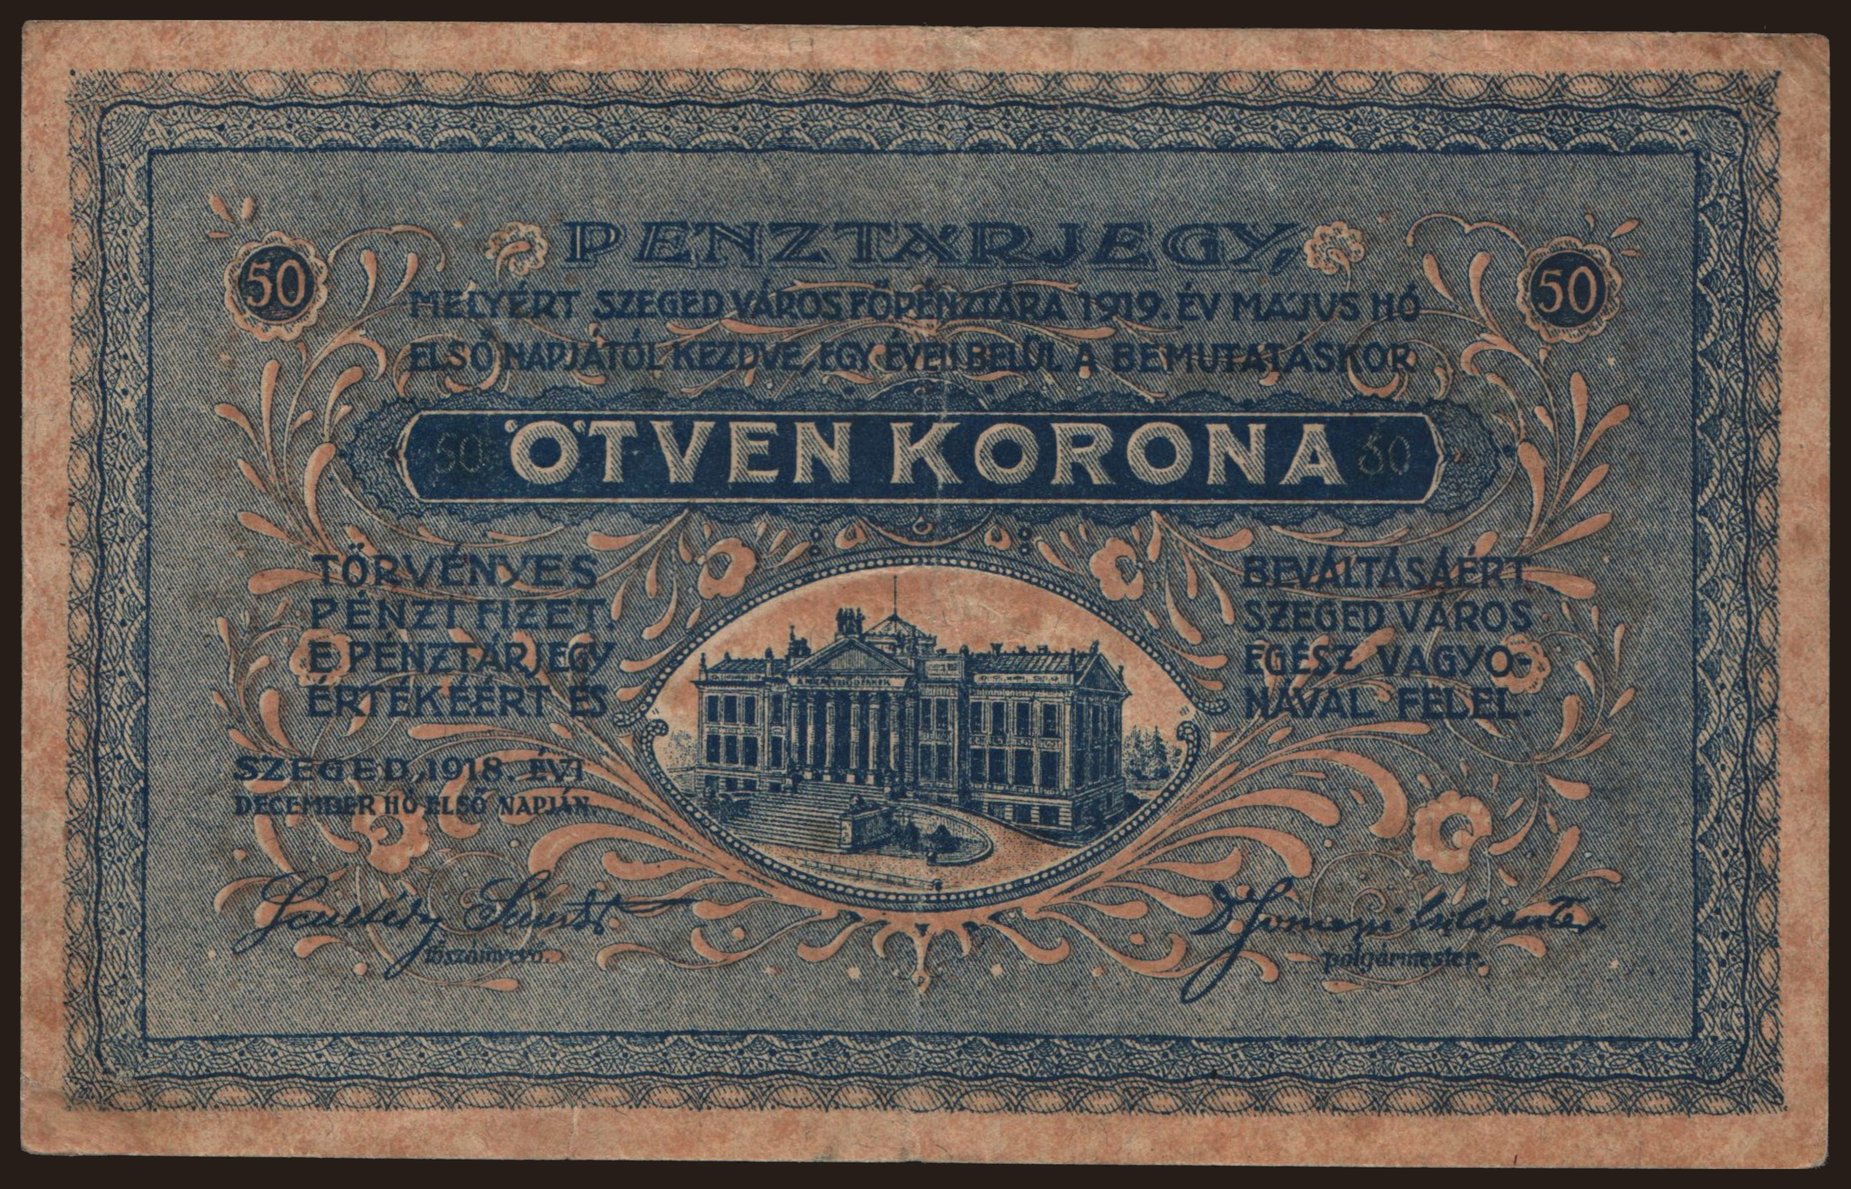 PÉNZTÁRJEGY,
50
50
MELYÉRT SZEGED VÁROS FŐPÉNZTÁRA 1919. ÉV MÁJUS HÓ
ELSŐ NAPJÁTÓL KEZDVE, EGY ÉVEN BELÜL A BEMUTATÁSKOR
50 ÖTVEN KORONA 50
TÖRVÉNYES
PÉNZT FIZET
E PÉNZTÁRJEGY
ÉRTÉKÉÉRT ÉS
BEVÁLTÁSÁÉRT
SZEGED VÁROS
EGÉSZ VAGYO-
NÁVAL FELEL.
SZEGED, 1918. ÉVI
DECEMBER HÓ ELSŐ NAPJÁN.
főszámvevő.
polgármester.